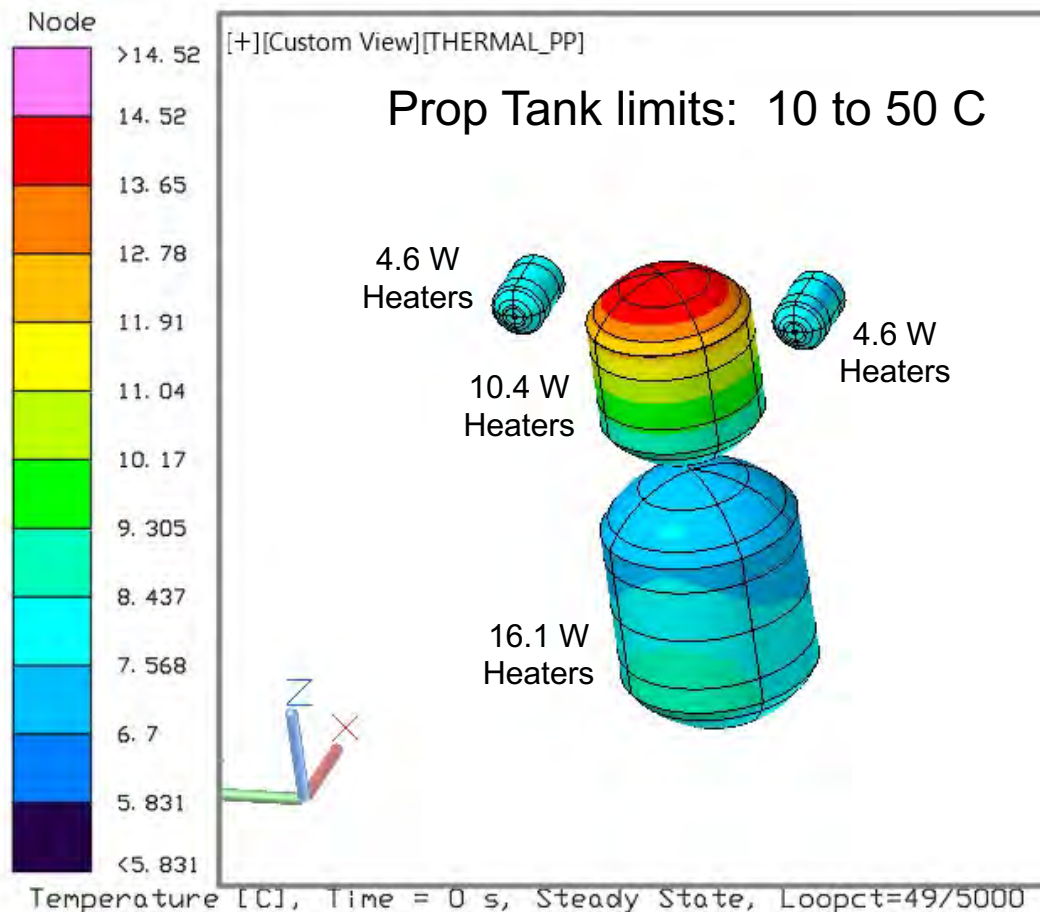 Node
>14.52
14.52
13.65
12.78
11.91
11.04
10.17
9.305
8.437
7.568
6.7
5.831
<5.831
[+][Custom View][THERMAL_PP]
Prop Tank limits:  10 to 50 C
4.6 W
Heaters
4.6 W
Heaters
10.4 W
Heaters
16.1 W
Heaters
Z
X
Temperature [C], Time = 0 s, Steady State, Loopct=49/5000